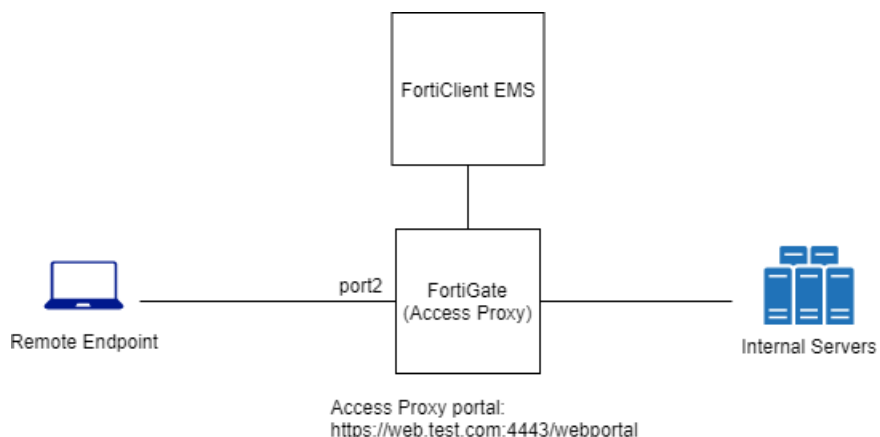 FortiClient EMS
port2
FortiGate
(Access Proxy)
Remote Endpoint
Internal Servers
Access Proxy portal:
https://web.test.com:4443/webportal